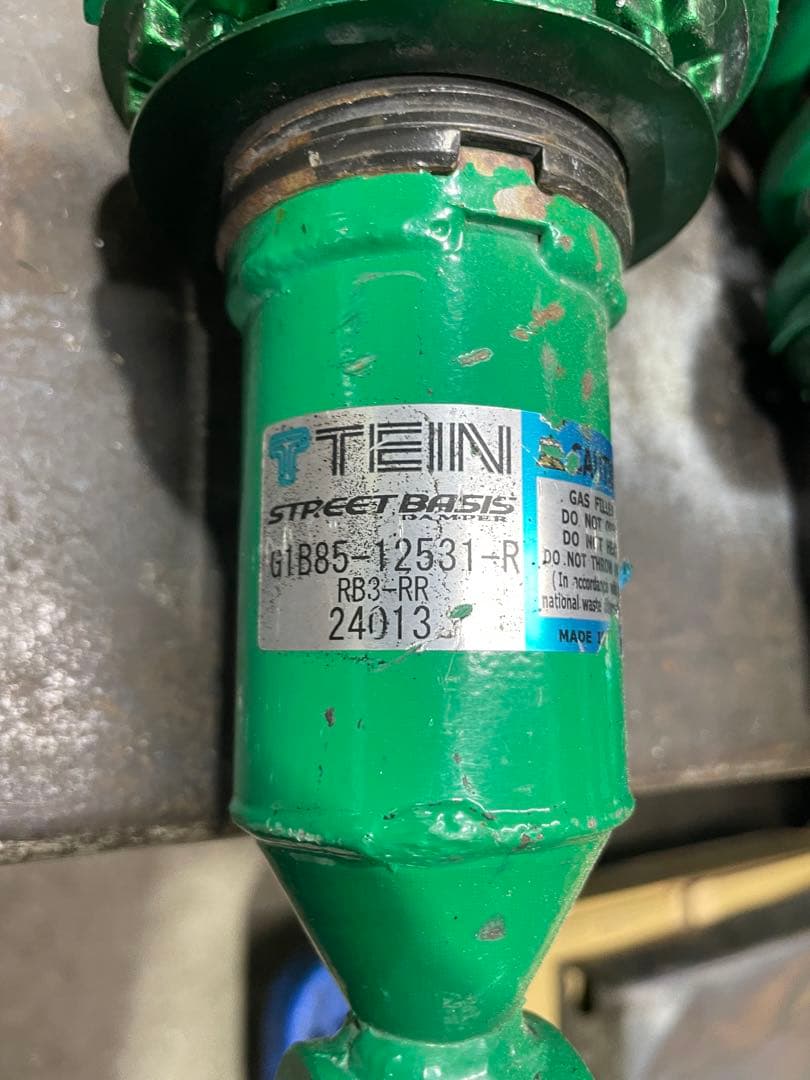 TEIN
STREET BASIS
DAMPER
G1B85-12531-R
RB3-RR
24013
GAS
DO NOT
DO NOT
DO NOT THROW
(In accordance
national waste
MADE